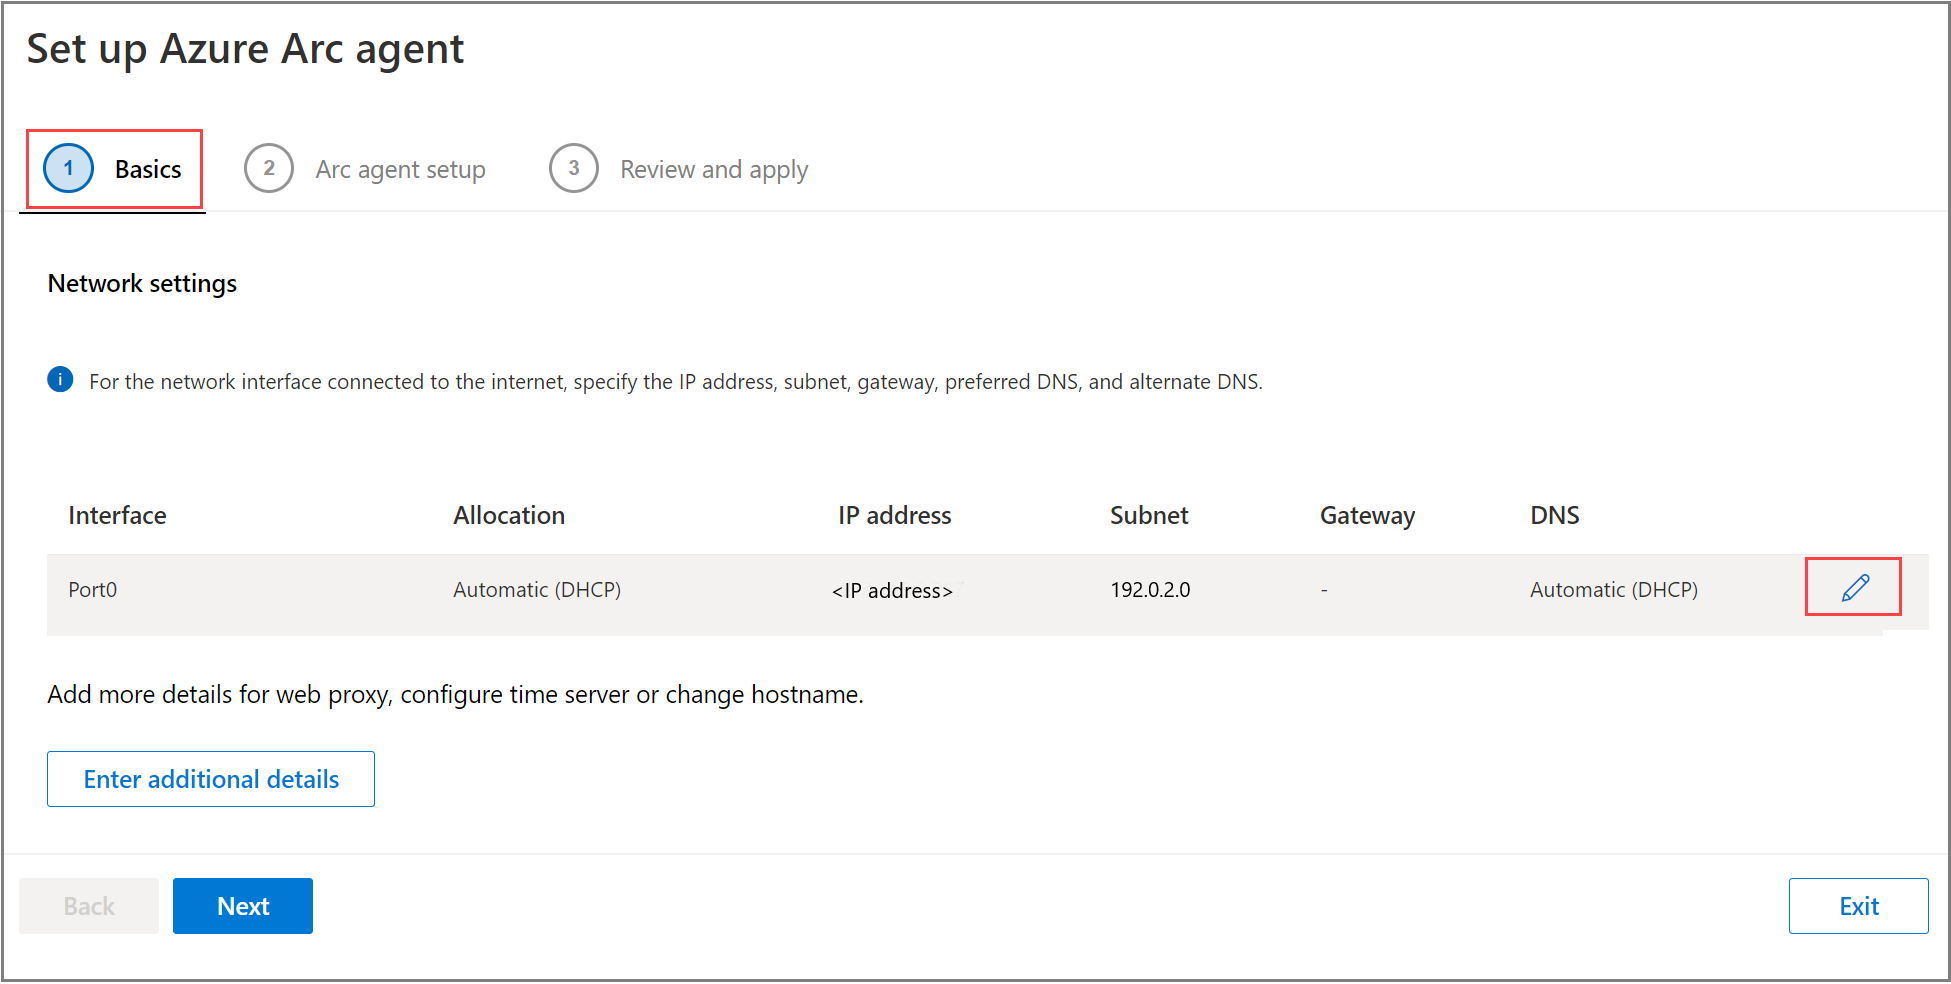 Set up Azure Arc agent
1 Basics 2 Arc agent setup 3 Review and apply
Network settings
i For the network interface connected to the internet, specify the IP address, subnet, gateway, preferred DNS, and alternate DNS.
Interface Allocation IP address Subnet Gateway DNS
Port0 Automatic (DHCP) <IP address> 192.0.2.0 - Automatic (DHCP)
Add more details for web proxy, configure time server or change hostname.
Enter additional details
Back Next Exit